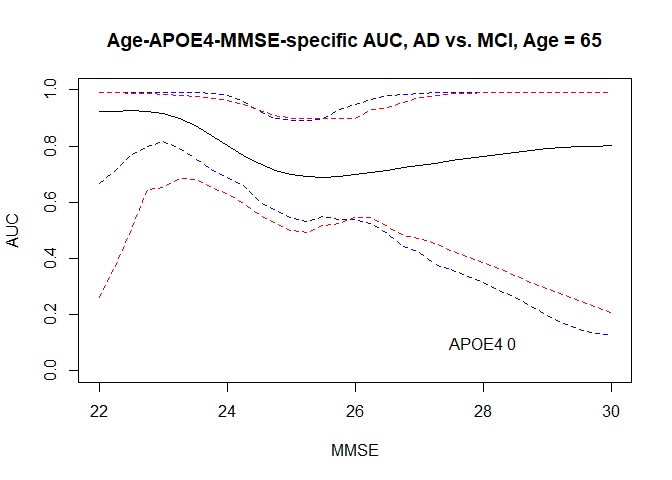 Age-APOE4-MMSE-specific AUC, AD vs. MCI, Age = 65
AUC
1.0
0.8
0.6
0.4
0.2
0.0
APOE4 0
22 24 26 28 30
MMSE